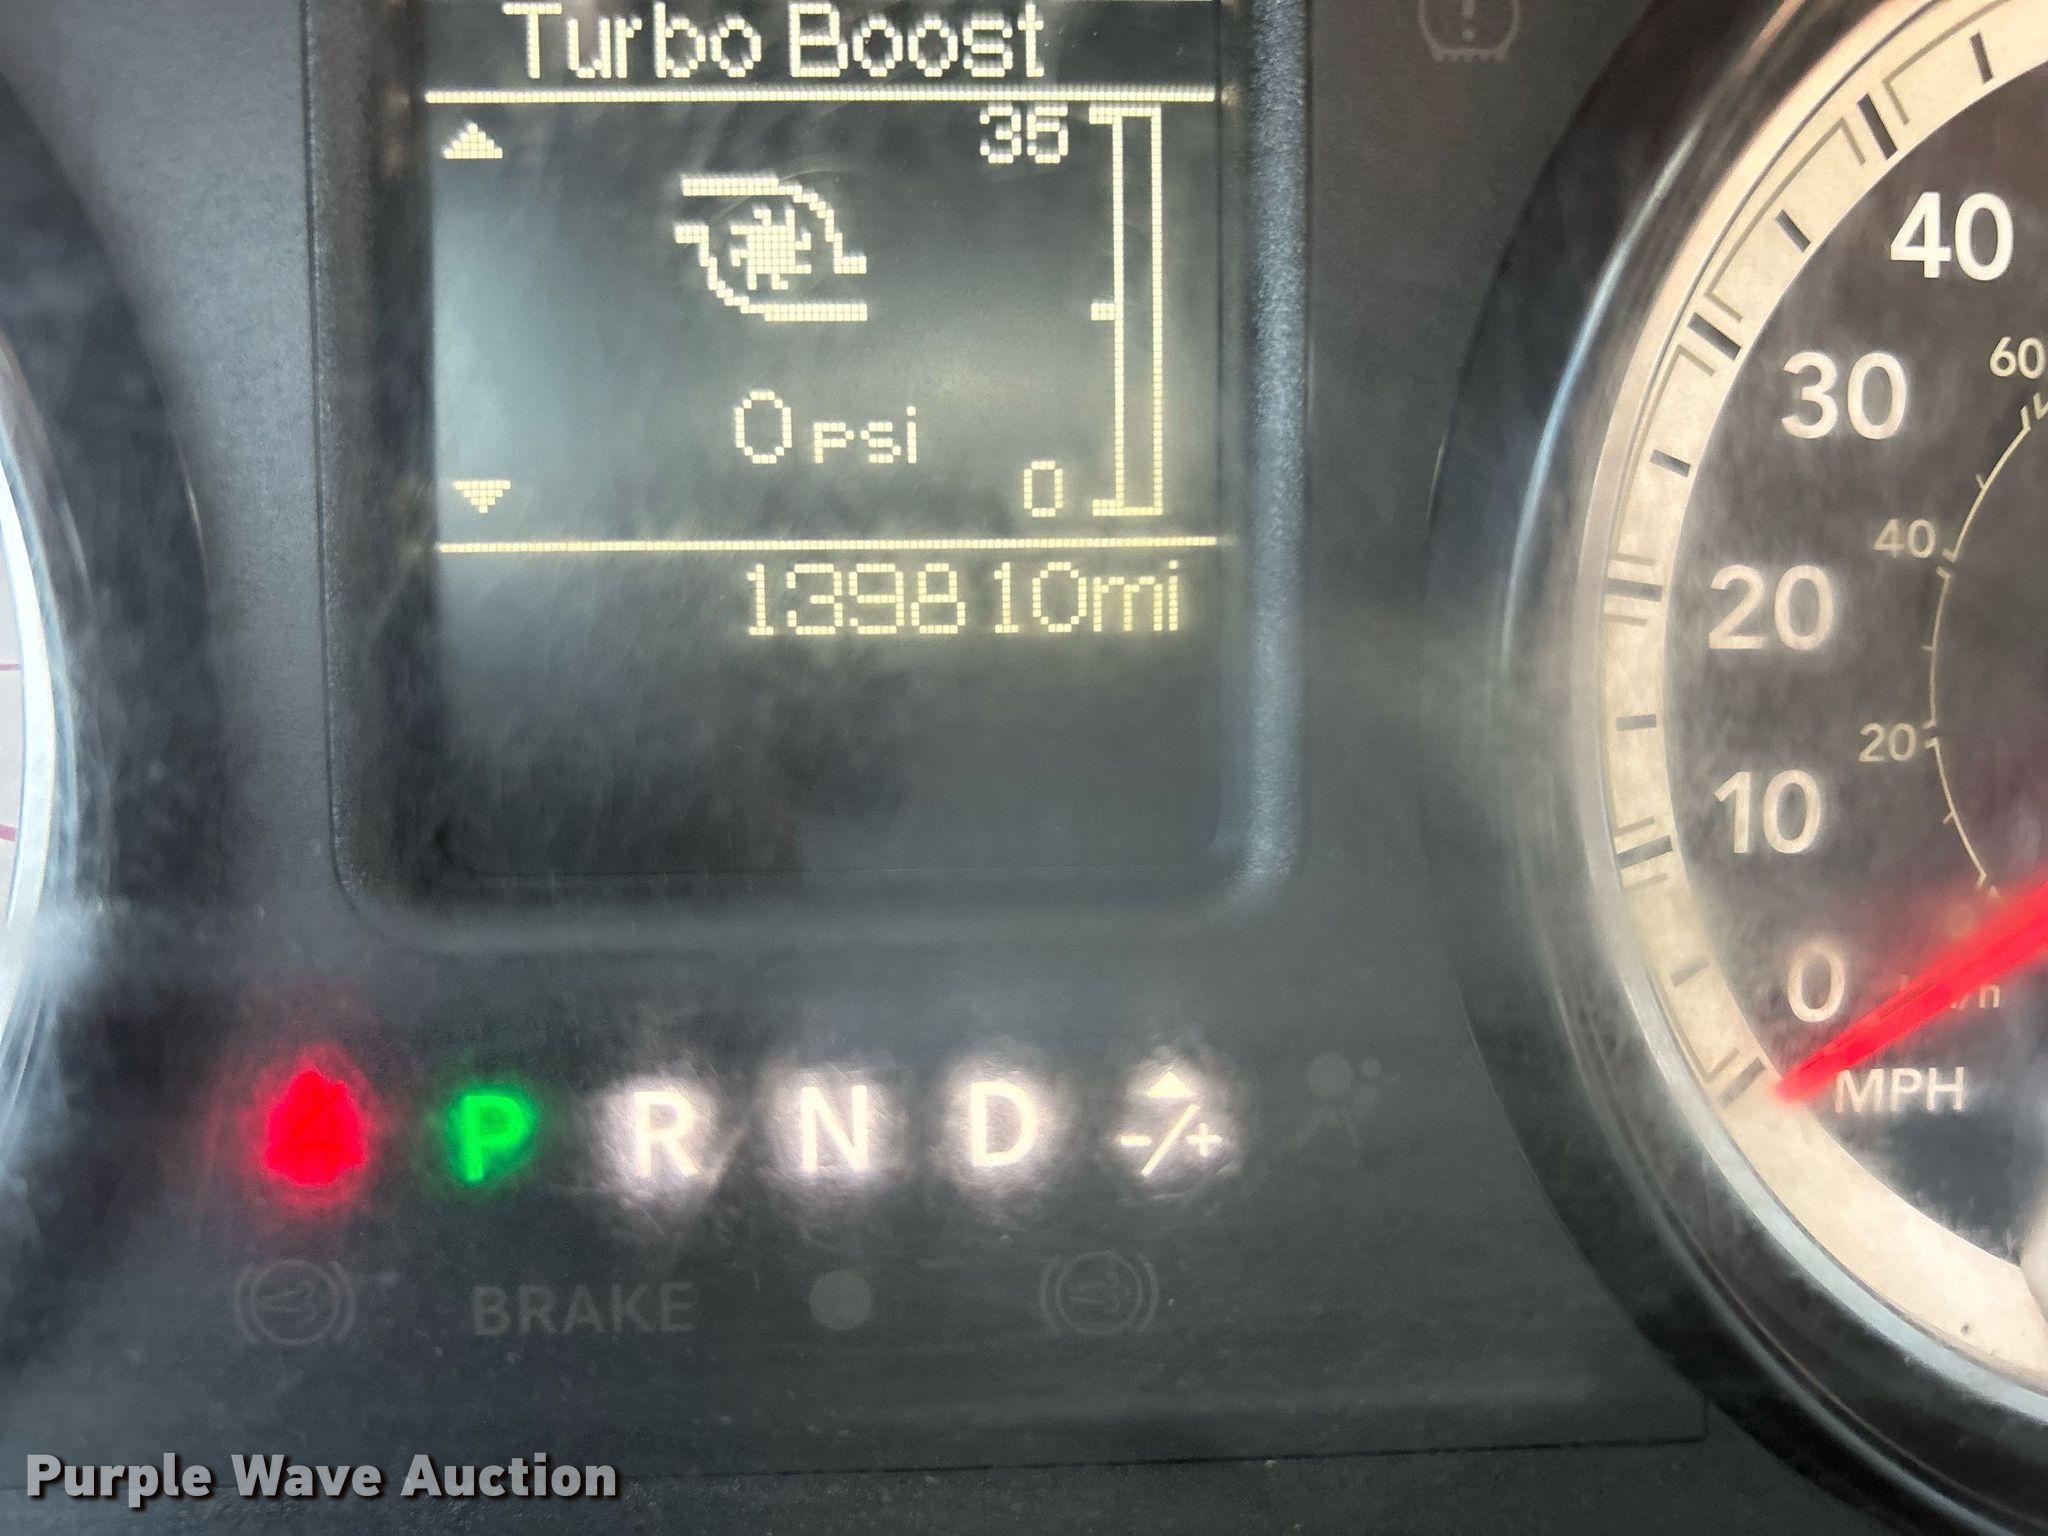 Turbo Boost
35
0 psi
0
139810mi
40
30
20
10
0
60
40
20
MPH
P R N D -/+
BRAKE
Purple Wave Auction